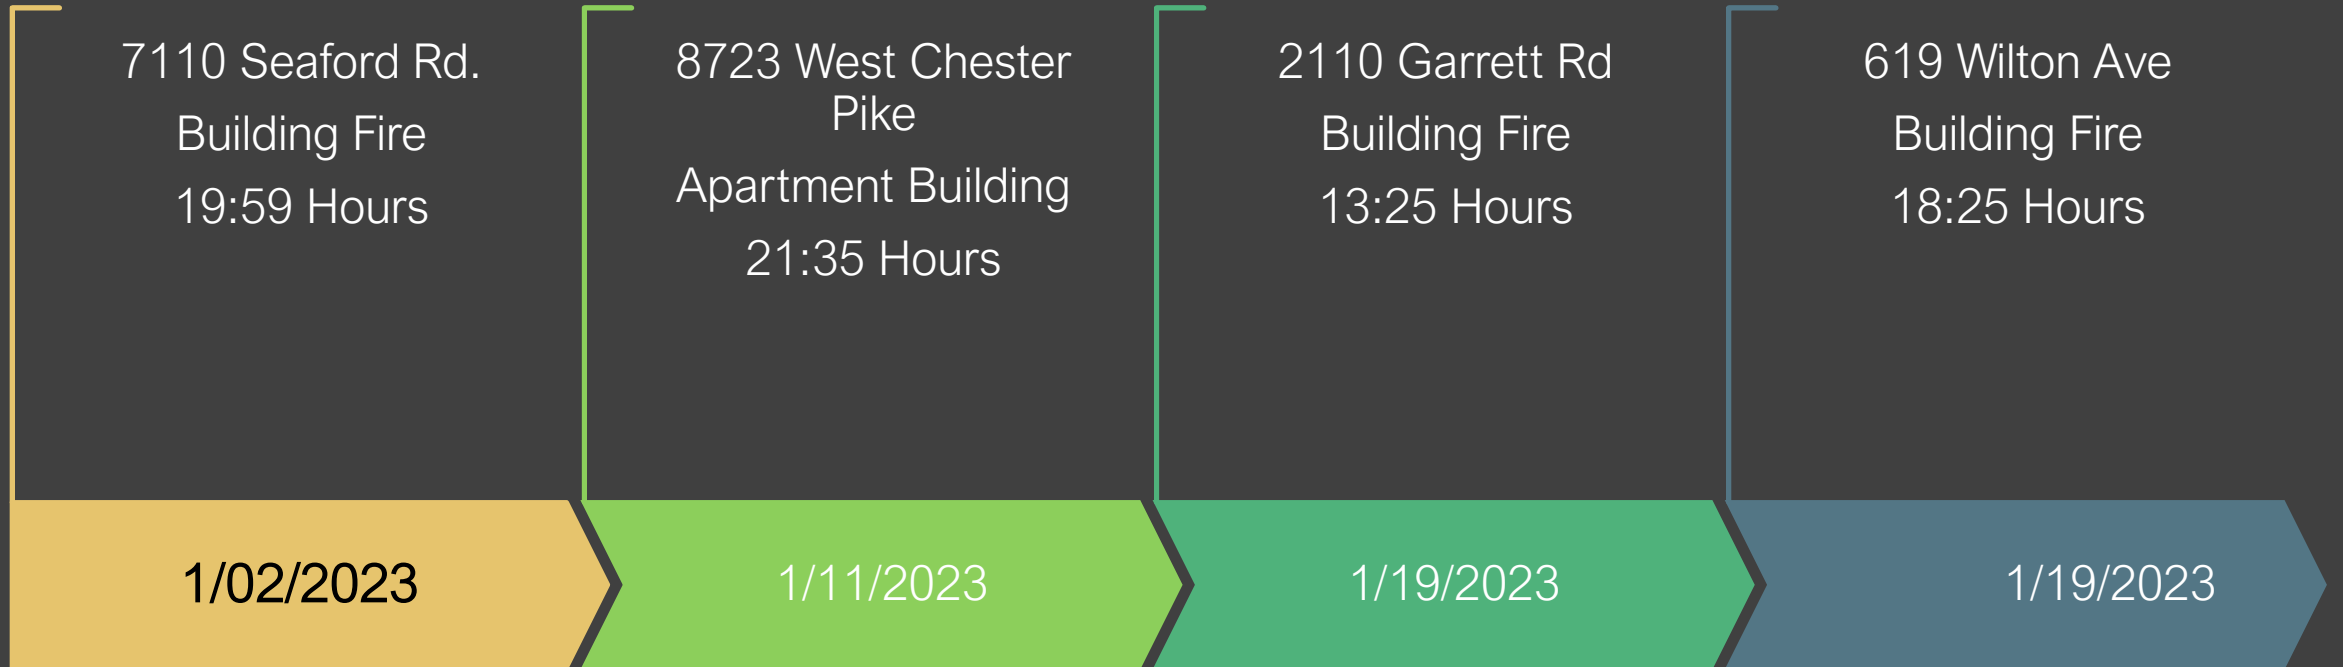 7110 Seaford Rd.
Building Fire
19:59 Hours
8723 West Chester
Pike
Apartment Building
21:35 Hours
2110 Garrett Rd
Building Fire
13:25 Hours
619 Wilton Ave
Building Fire
18:25 Hours
1/02/2023
1/11/2023
1/19/2023
1/19/2023